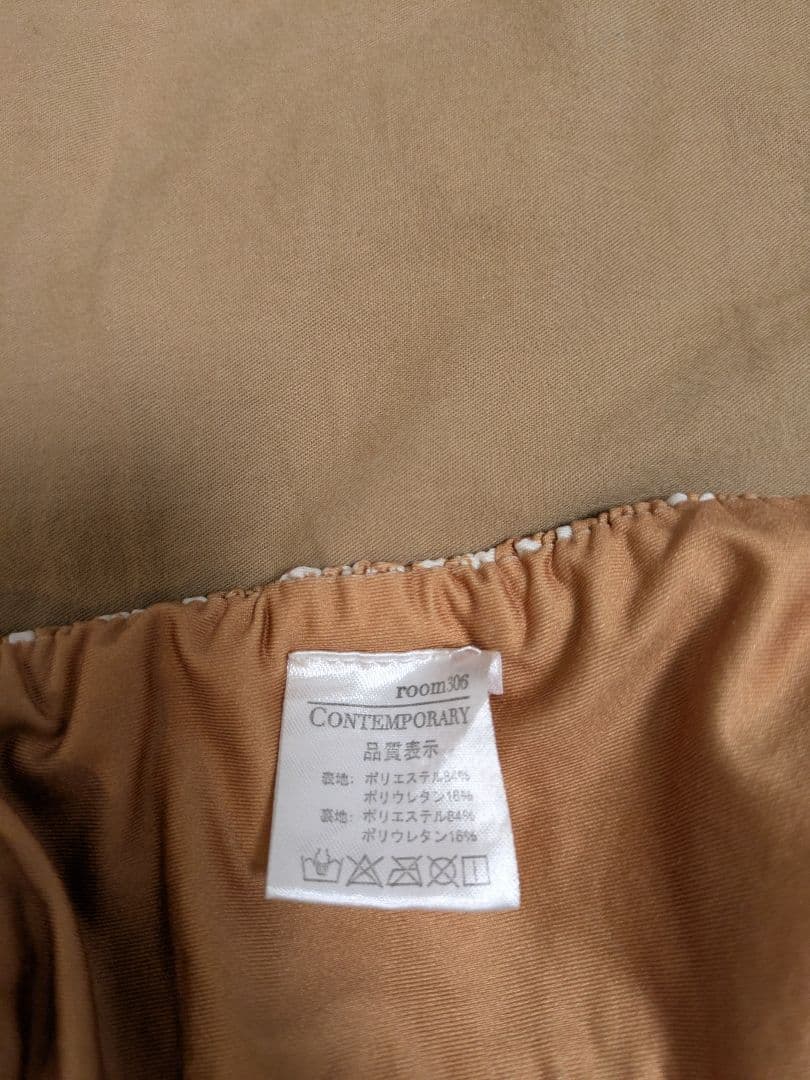 room306
CONTEMPORARY
品質表示
表地: ポリエステル84%
ポリウレタン16%
裏地: ポリエステル84%
ポリウレタン16%